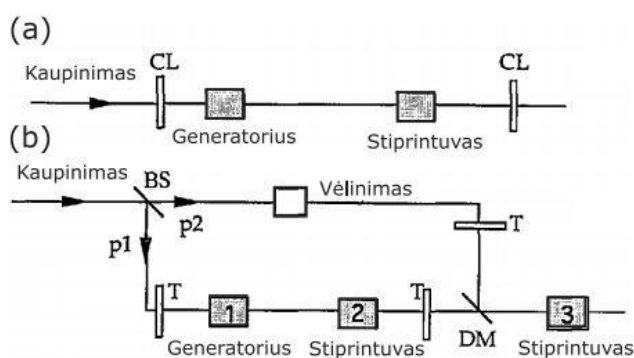 (a)
CL
CL
Kaupinimas
Generatorius
Stiprintuvas
(b)
Kaupinimas
BS
Vėlinimas
p2
T
p1
T
T
1
2
3
Generatorius
Stiprintuvas
DM
Stiprintuvas